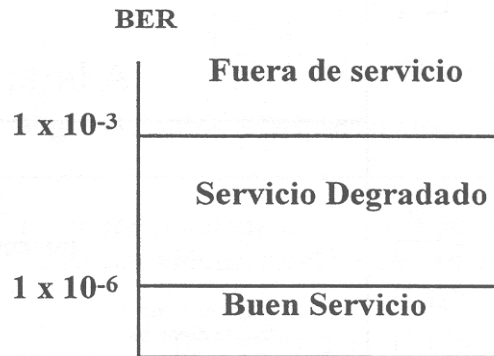 BER
Fuera de servicio
1 x 10-3
Servicio Degradado
1 x 10-6
Buen Servicio